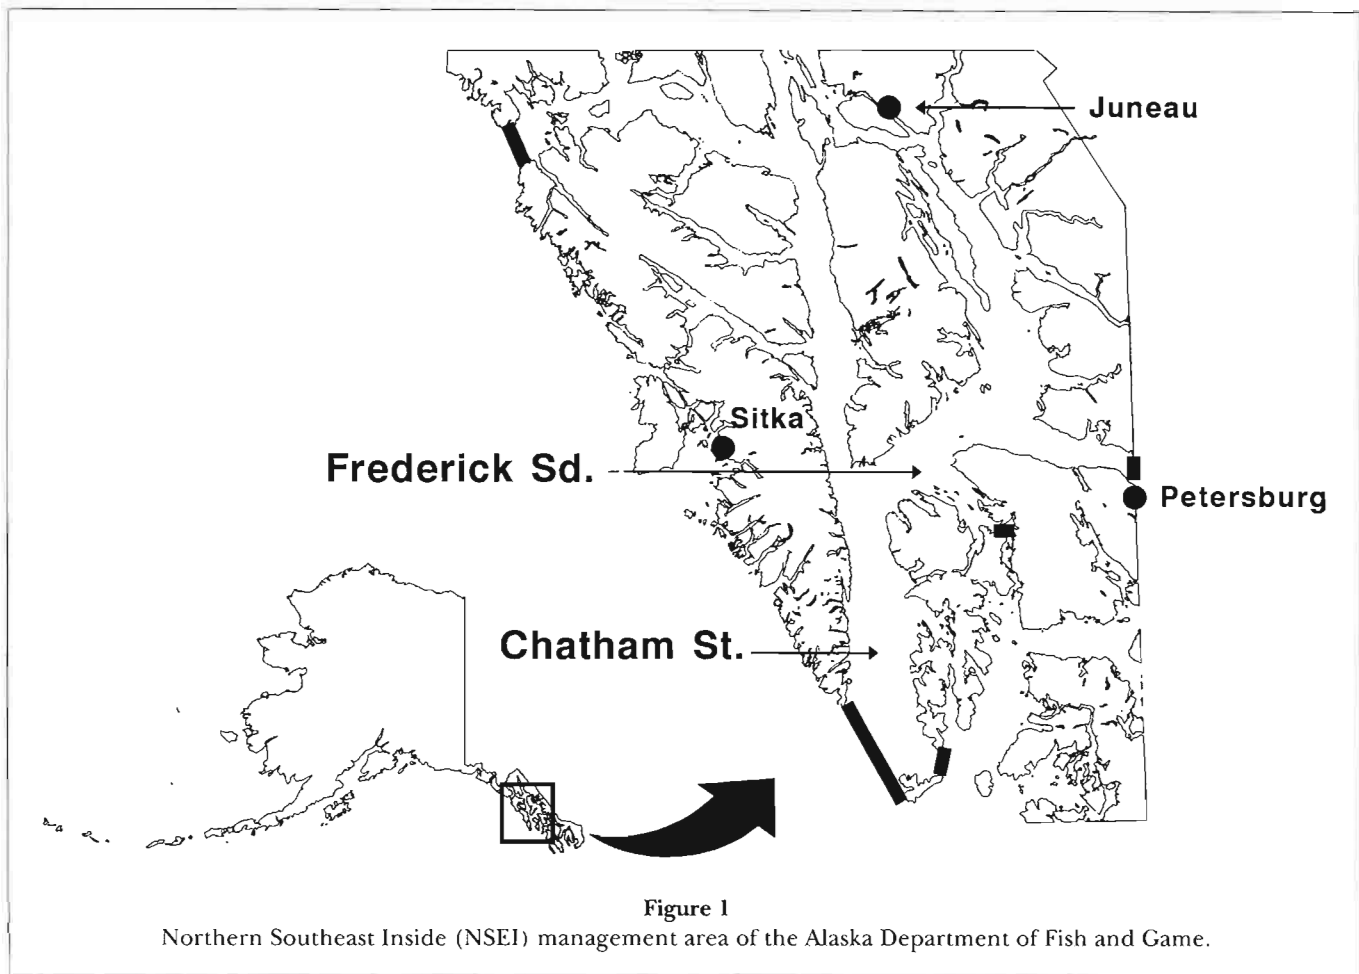 Juneau
Sitka
Frederick Sd.
Petersburg
Chatham St.
Figure 1
Northern Southeast Inside (NSEI) management area of the Alaska Department of Fish and Game.